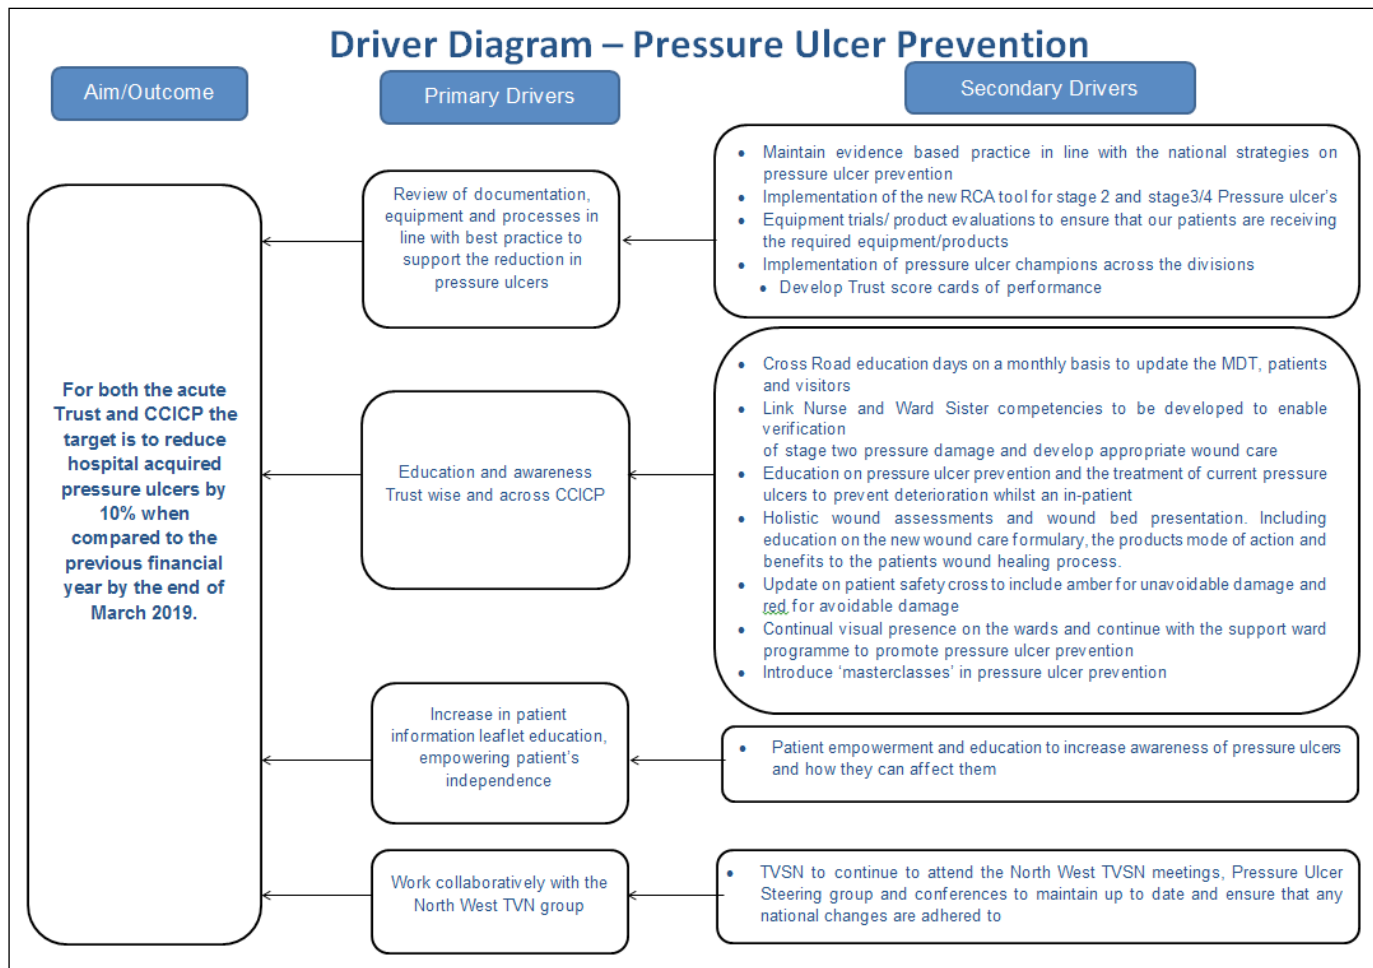 Driver Diagram – Pressure Ulcer Prevention
Aim/Outcome
Primary Drivers
Secondary Drivers
For both the acute
Trust and CCICP the
target is to reduce
hospital acquired
pressure ulcers by
10% when
compared to the
previous financial
year by the end of
March 2019.
Review of documentation,
equipment and processes in
line with best practice to
support the reduction in
pressure ulcers
• Maintain evidence based practice in line with the national strategies on
pressure ulcer prevention
• Implementation of the new RCA tool for stage 2 and stage3/4 Pressure ulcer's
• Equipment trials/ product evaluations to ensure that our patients are receiving
the required equipment/products
• Implementation of pressure ulcer champions across the divisions
• Develop Trust score cards of performance
Education and awareness
Trust wise and across CCICP
• Cross Road education days on a monthly basis to update the MDT, patients
and visitors
• Link Nurse and Ward Sister competencies to be developed to enable
verification
of stage two pressure damage and develop appropriate wound care
• Education on pressure ulcer prevention and the treatment of current pressure
ulcers to prevent deterioration whilst an in-patient
• Holistic wound assessments and wound bed presentation. Including
education on the new wound care formulary, the products mode of action and
benefits to the patients wound healing process.
• Update on patient safety cross to include amber for unavoidable damage and
red for avoidable damage
• Continual visual presence on the wards and continue with the support ward
programme to promote pressure ulcer prevention
• Introduce 'masterclasses' in pressure ulcer prevention
Increase in patient
information leaflet education,
empowering patient's
independence
• Patient empowerment and education to increase awareness of pressure ulcers
and how they can affect them
Work collaboratively with the
North West TVN group
• TVSN to continue to attend the North West TVSN meetings, Pressure Ulcer
Steering group and conferences to maintain up to date and ensure that any
national changes are adhered to